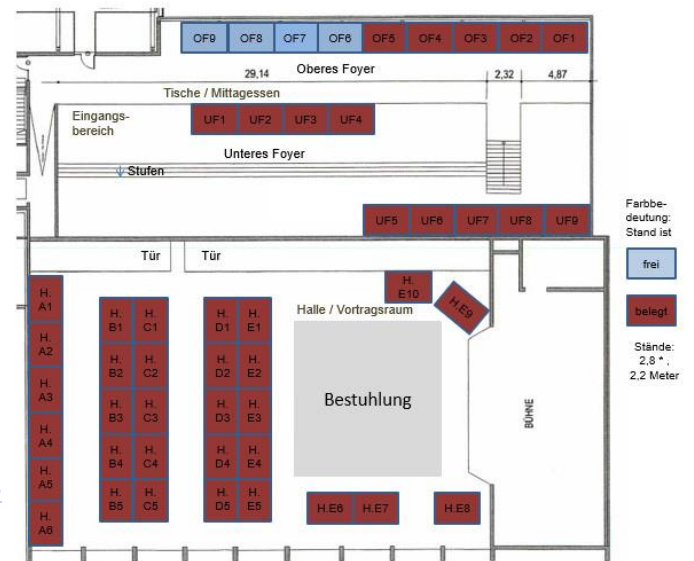 OF9 OF8 OF7 OF6 OF5 OF4 OF3 OF2 OF1
Oberes Foyer
29,14 2,32 4,87
Tische / Mittagessen
Eingangs-
bereich
UF1 UF2 UF3 UF4
Unteres Foyer
Stufen
UF5 UF6 UF7 UF8 UF9
Farbbe-
deutung:
Stand ist
frei
belegt
Stände:
2,8 * ,
2,2 Meter
Tür Tür
H.
A1
H.
A2
H.
A3
H.
A4
H.
A5
H.
A6
H.
B1
H.
B2
H.
B3
H.
B4
H.
B5
H.
C1
H.
C2
H.
C3
H.
C4
H.
C5
H.
D1
H.
D2
H.
D3
H.
D4
H.
D5
H.
E1
H.
E2
H.
E3
H.
E4
H.
E5
H.
E10
H.E9
Halle / Vortragsraum
Bestuhlung
BÜHNE
H.E6 H.E7 H.E8